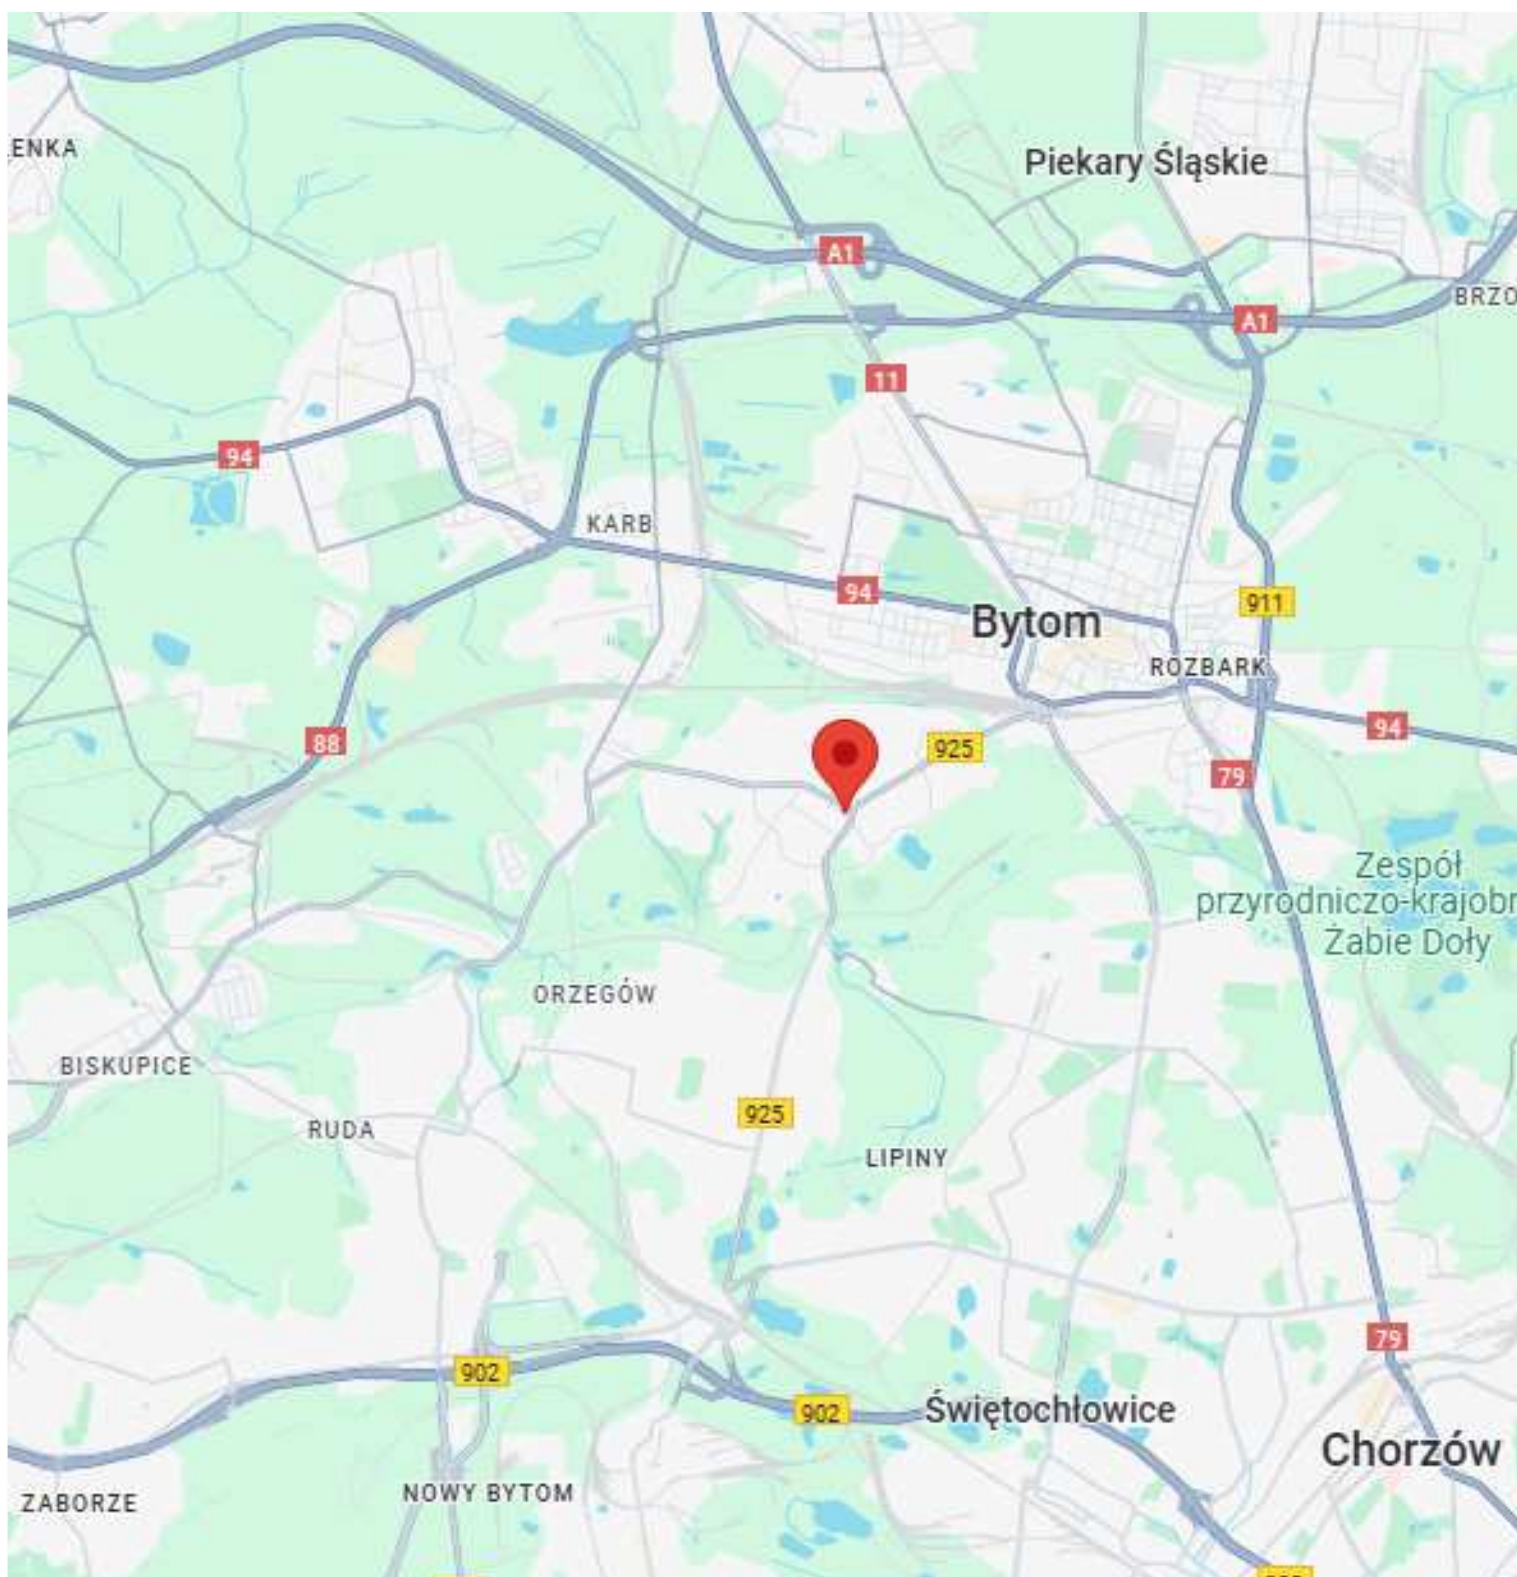 ENKA
Piekary Śląskie
A1
BRZO
A1
11
94
KARB
94
911
Bytom
ROZBARK
94
88
925
79
Zespół
przyrodniczo-krajobr
Żabie Doły
ORZEGÓW
BISKUPICE
925
RUDA
LIPINY
79
902
902
Świętochłowice
Chorzów
NOWY BYTOM
ZABORZE